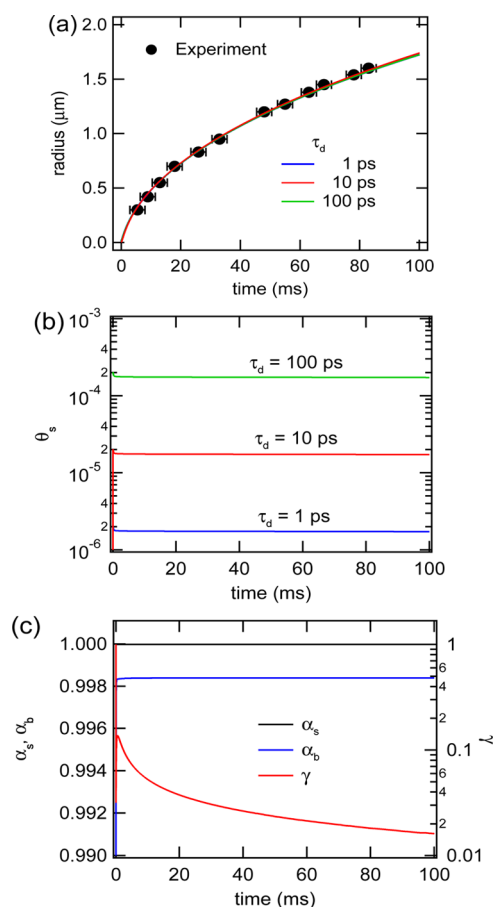 (a)
2.0
1.5
1.0
0.5
0.0
radius (μm)
Experiment
τd
1 ps
10 ps
100 ps
0 20 40 60 80 100
time (ms)
(b)
10-3
2
10-4
2
10-5
2
10-6
4
4
4
θs
τd = 100 ps
τd = 10 ps
τd = 1 ps
0 20 40 60 80 100
time (ms)
(c)
1.000
0.998
0.996
0.994
0.992
0.990
αs, αb
αs
αb
γ
1
4
2
0.1
4
2
0.01
γ
0 20 40 60 80 100
time (ms)